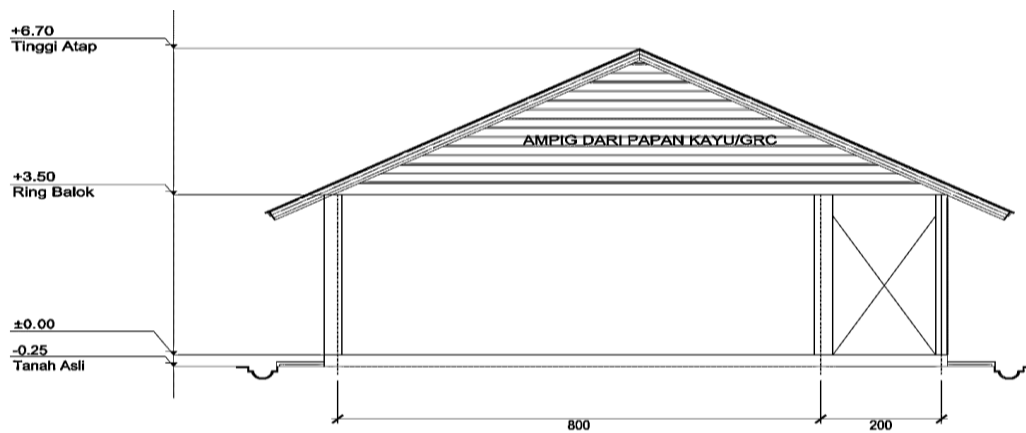 +6.70
Tinggi Atap
AMPIG DARI PAPAN KAYU/GRC
+3.50
Ring Balok
±0.00
-0.25
Tanah Asli
800
200